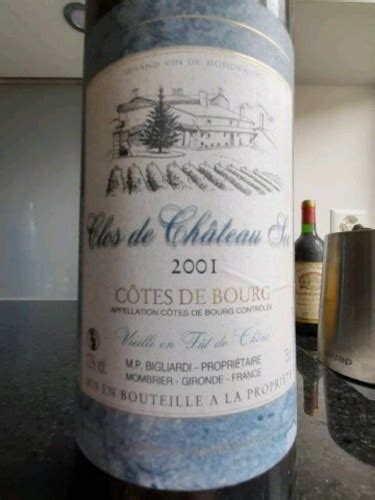 GRAND VIN DE BORDEAUX
Clos de Château
2001
CÔTES DE BOURG
APPELLATION CÔTES DE BOURG CONTRÔLÉE
Vieilli en Fût de Chêne
M.P. BIGLIARDI - PROPRIÉTAIRE
MOMBRIER - GIRONDE - FRANCE
MIS EN BOUTEILLE A LA PROPRIÉTÉ